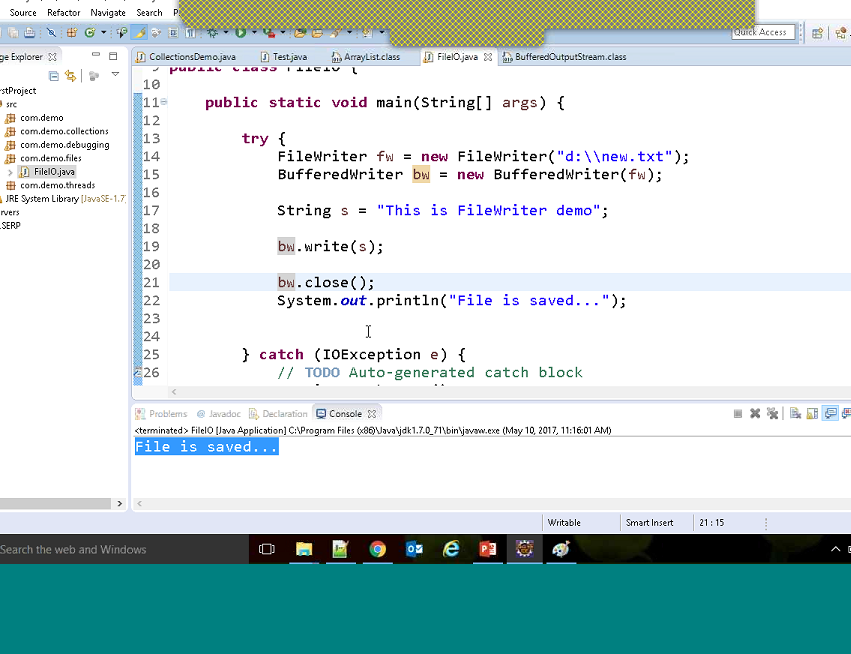 Source Refactor Navigate Search
Quick Access
ge Explorer
CollectionsDemo.java Test.java ArrayList.class FileIO.java BufferedOutputStream.class
rstProject
src
com.demo
com.demo.collections
com.demo.debugging
com.demo.files
FileIO.java
com.demo.threads
JRE System Library [JavaSE-1.7]
rvers
.SERP
9 public class FileIO {
10
11 public static void main(String[] args) {
12
13 try {
14 FileWriter fw = new FileWriter("d:\\new.txt");
15 BufferedWriter bw = new BufferedWriter(fw);
16
17 String s = "This is FileWriter demo";
18
19 bw.write(s);
20
21 bw.close();
22 System.out.println("File is saved...");
23
24
25 } catch (IOException e) {
26 // TODO Auto-generated catch block
Problems @ Javadoc Declaration Console
<terminated> FileIO [Java Application] C:\Program Files (x86)\Java\jdk1.7.0_71\bin\javaw.exe (May 10, 2017, 11:16:01 AM)
File is saved...
Writable Smart Insert 21 : 15
Search the web and Windows